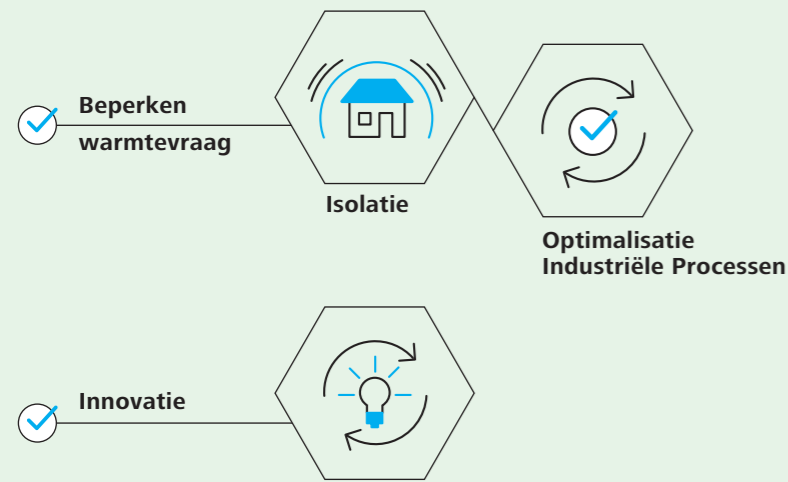 Beperken
warmtevraag
Isolatie
Optimalisatie
Industriële Processen
Innovatie